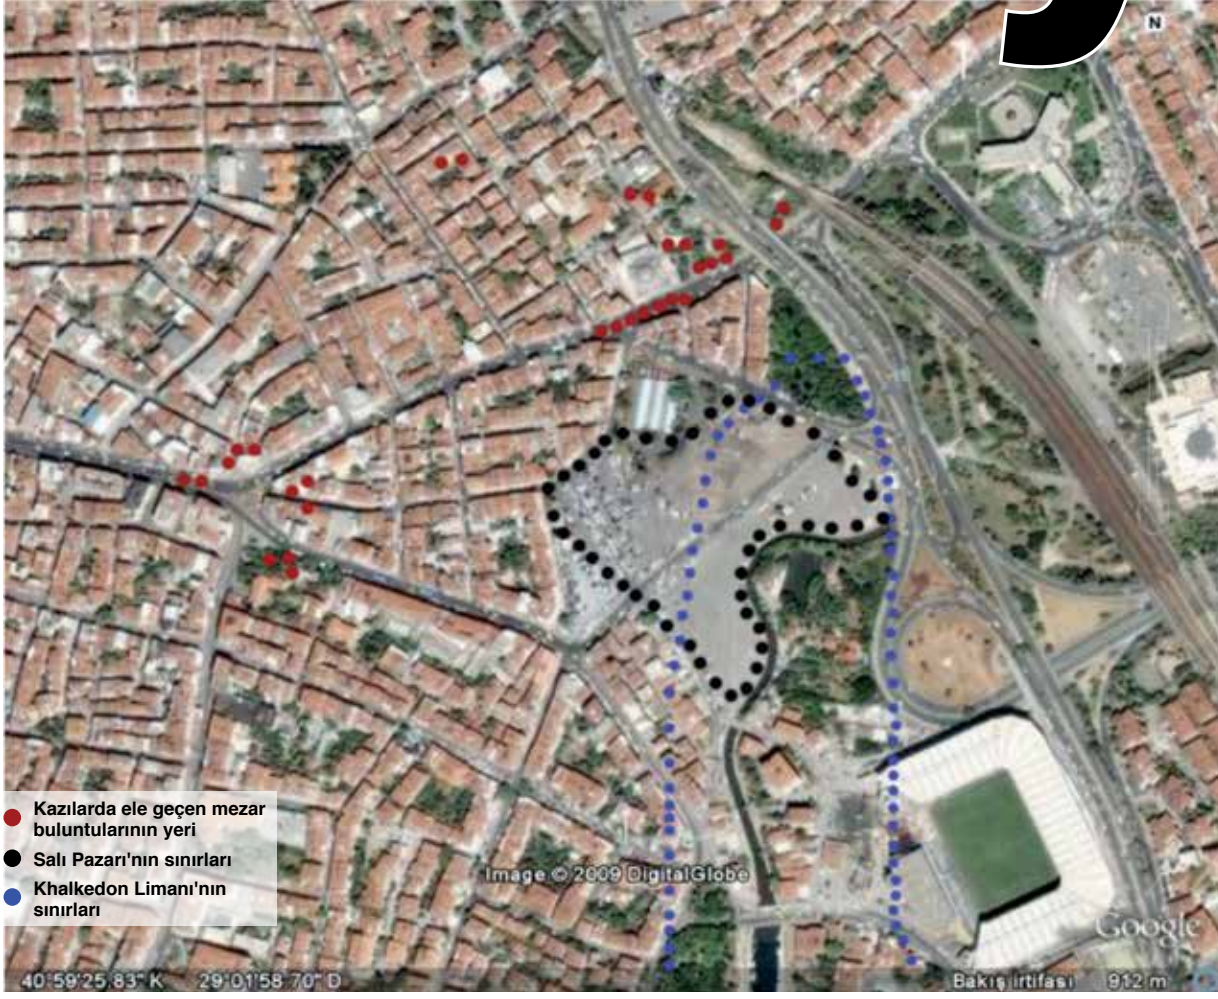 N
Kazılarda ele geçen mezar
buluntularının yeri
Salı Pazarı'nın sınırları
Khalkedon Limanı'nın
sınırları
Image © 2009 DigitalGlobe
Google
40°59'25.83" K 29°01'58.70" D
Bakış irtifası 912 m